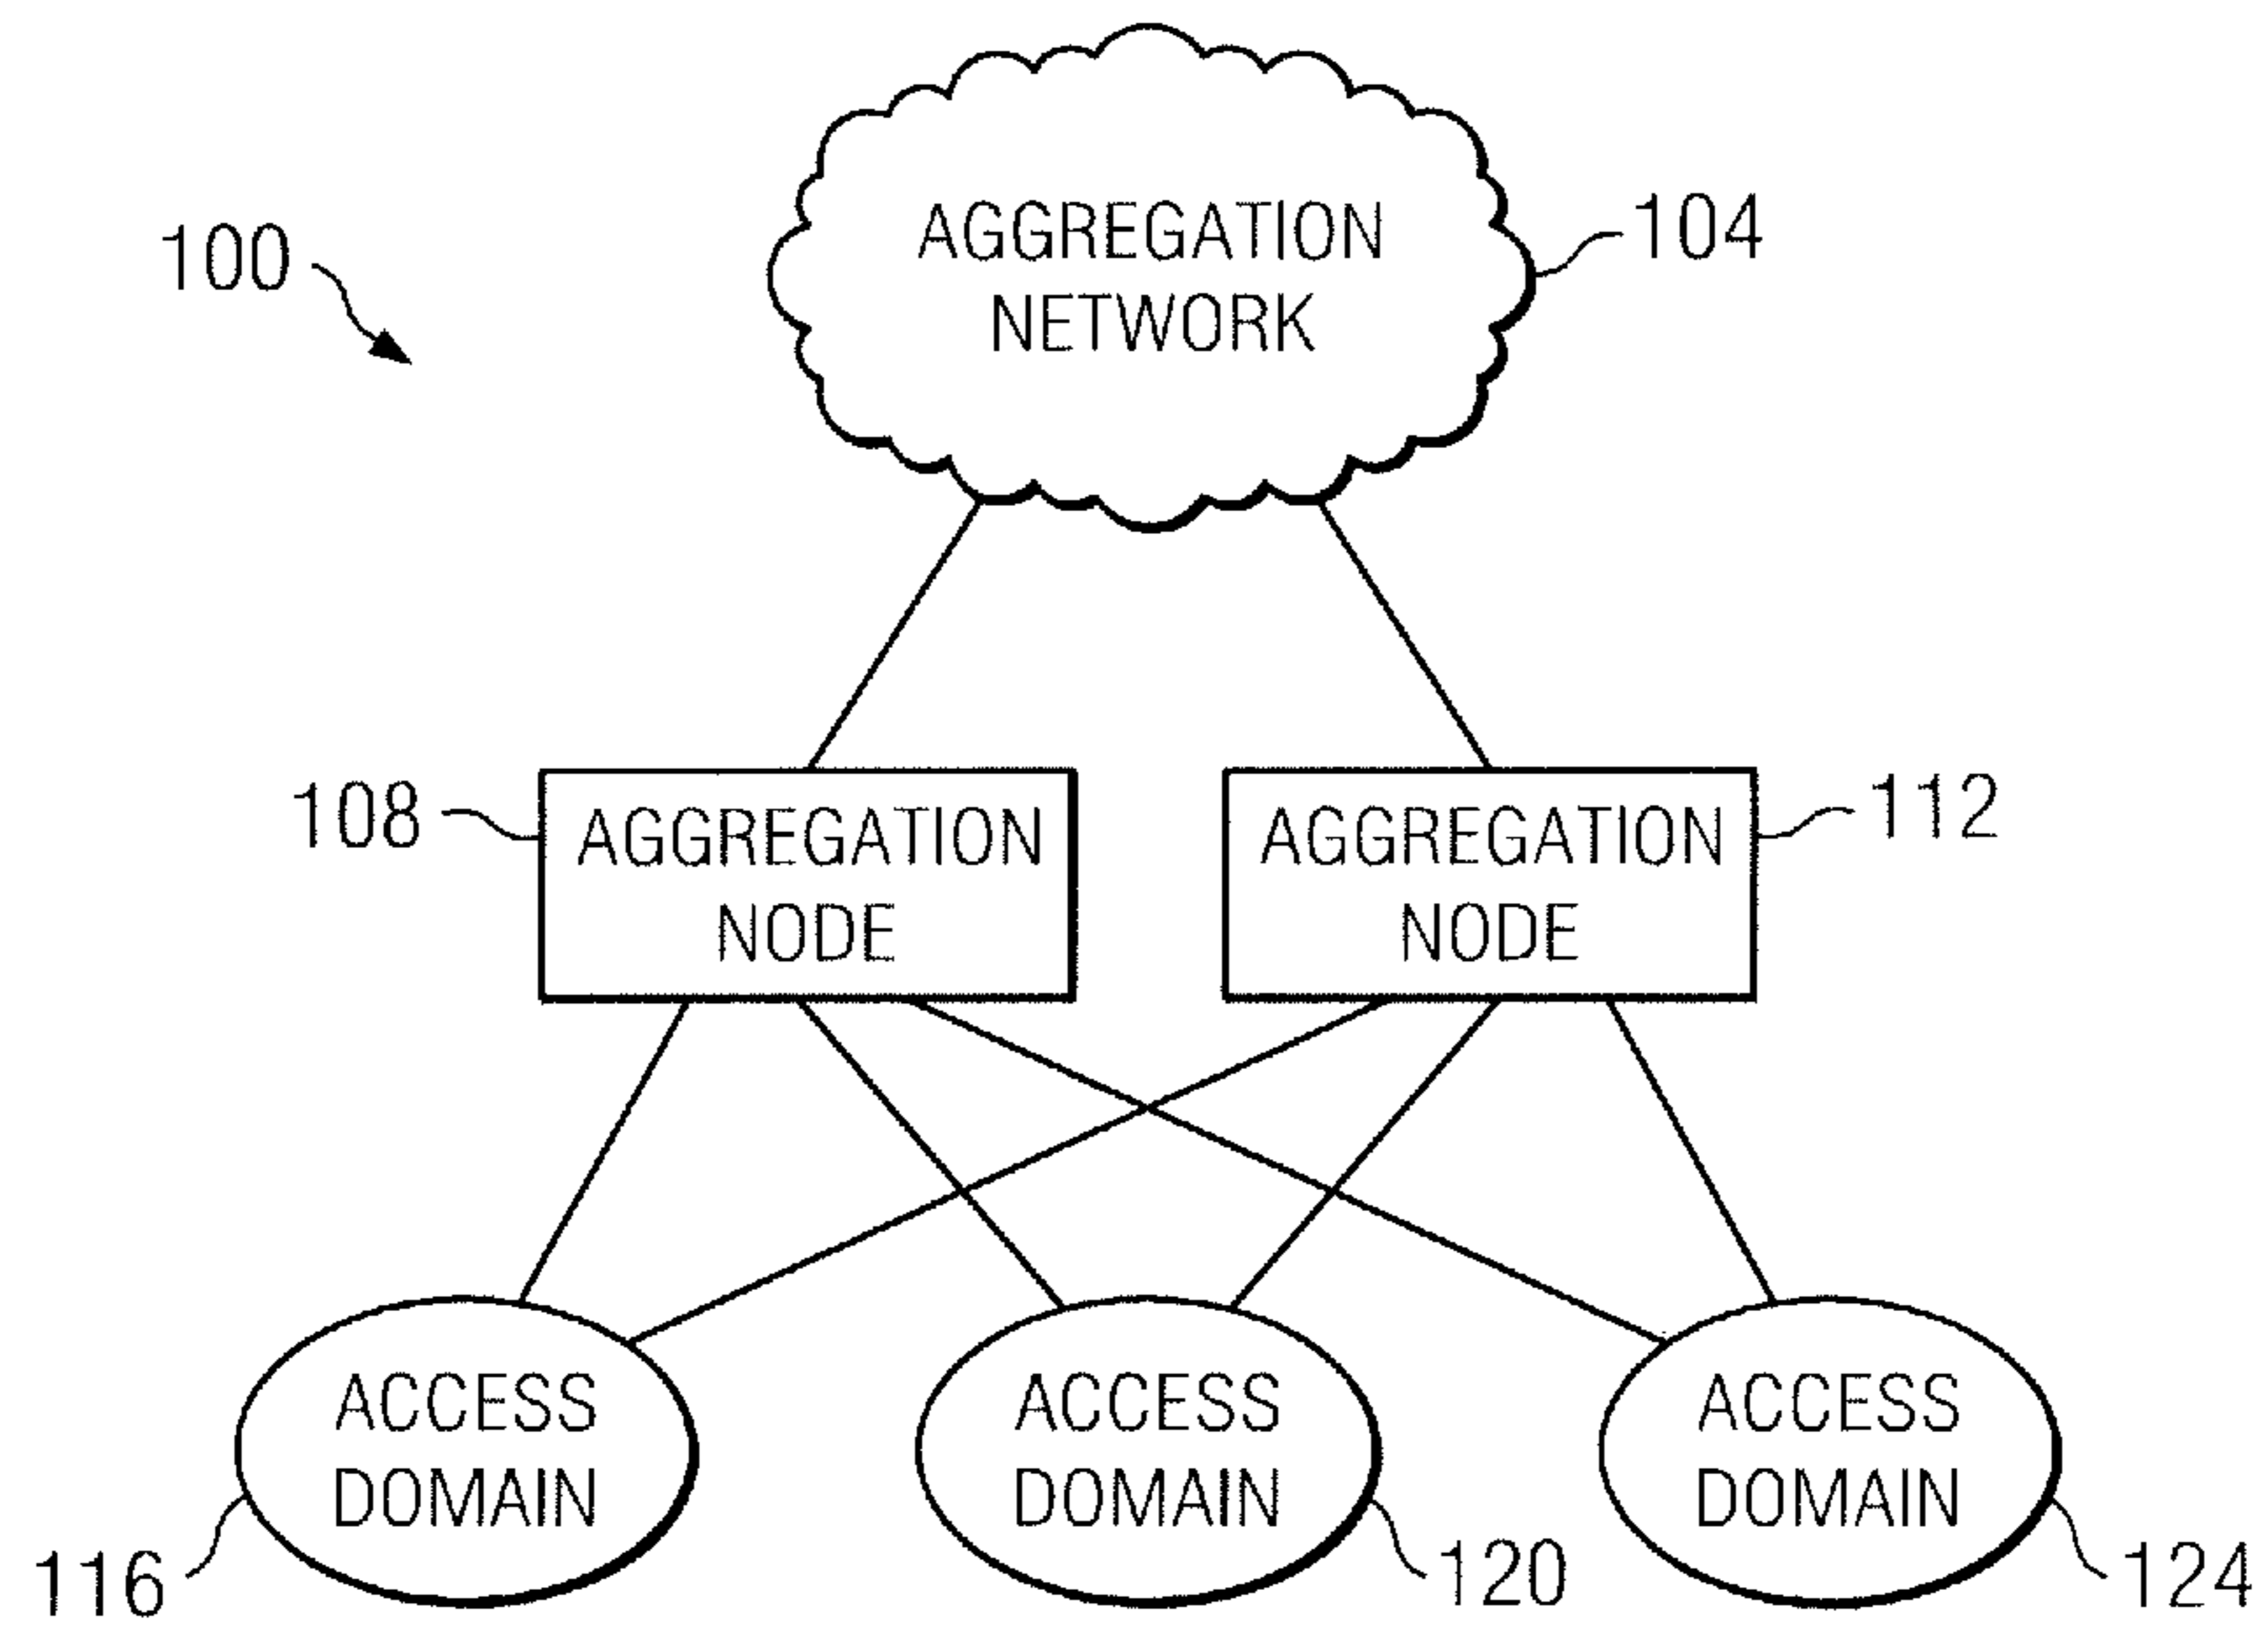 100
AGGREGATION
NETWORK
104
108
AGGREGATION
NODE
AGGREGATION
NODE
112
ACCESS
DOMAIN
116
ACCESS
DOMAIN
120
ACCESS
DOMAIN
124